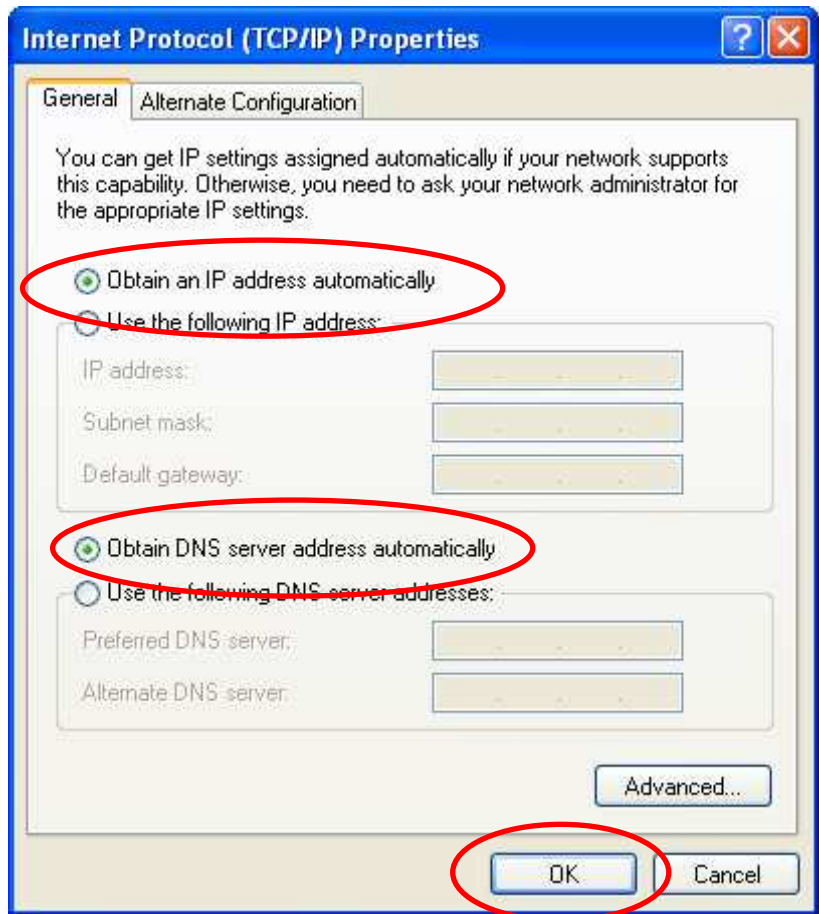 Internet Protocol (TCP/IP) Properties
General
Alternate Configuration
You can get IP settings assigned automatically if your network supports
this capability. Otherwise, you need to ask your network administrator for
the appropriate IP settings.
Obtain an IP address automatically
Use the following IP address:
IP address:
Subnet mask:
Default gateway:
Obtain DNS server address automatically
Use the following DNS server addresses:
Preferred DNS server:
Alternate DNS server:
Advanced...
OK
Cancel